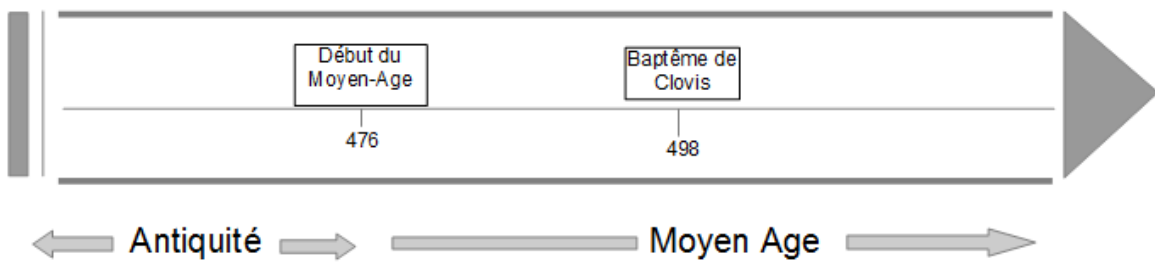 Début du
Moyen-Age
Baptême de
Clovis
476
498
Antiquité
Moyen Age